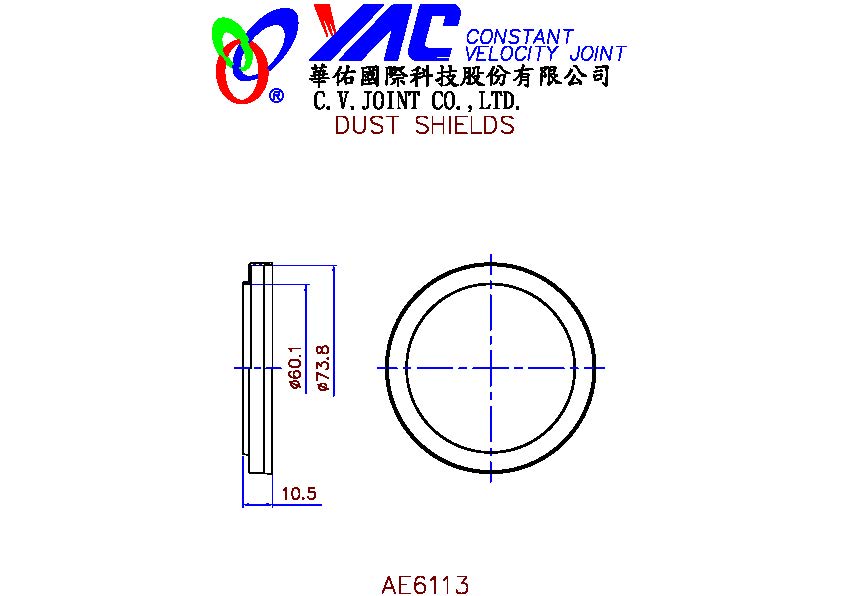 YAC CONSTANT
VELOCITY JOINT
華佑國際科技股份有限公司
® C.V.JOINT CO.,LTD.
DUST SHIELDS
ø60.1
ø73.8
10.5
AE6113